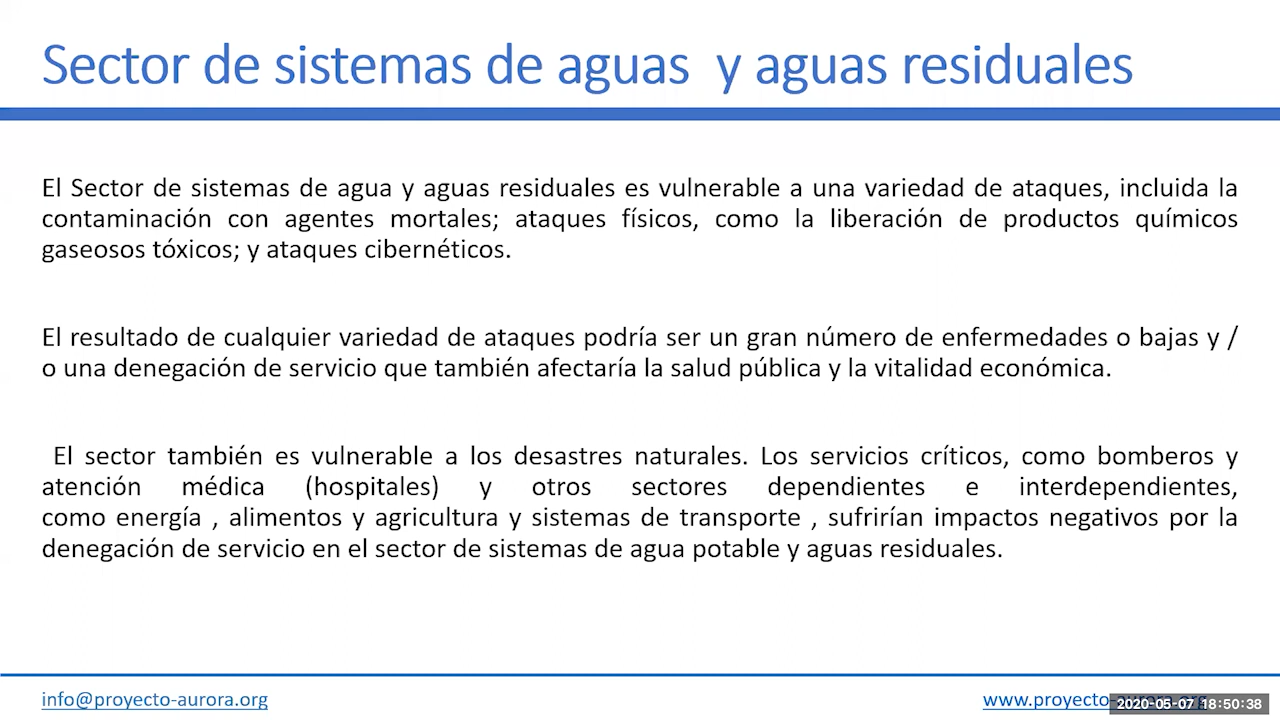 Sector de sistemas de aguas y aguas residuales
El Sector de sistemas de agua y aguas residuales es vulnerable a una variedad de ataques, incluida la
contaminación con agentes mortales; ataques físicos, como la liberación de productos químicos
gaseosos tóxicos; y ataques cibernéticos.
El resultado de cualquier variedad de ataques podría ser un gran número de enfermedades o bajas y /
o una denegación de servicio que también afectaría la salud pública y la vitalidad económica.
El sector también es vulnerable a los desastres naturales. Los servicios críticos, como bomberos y
atención médica (hospitales) y otros sectores dependientes e interdependientes,
como energía , alimentos y agricultura y sistemas de transporte , sufrirían impactos negativos por la
denegación de servicio en el sector de sistemas de agua potable y aguas residuales.
info@proyecto-aurora.org
www.proyecto-aurora.org
2020-05-07 18:50:38